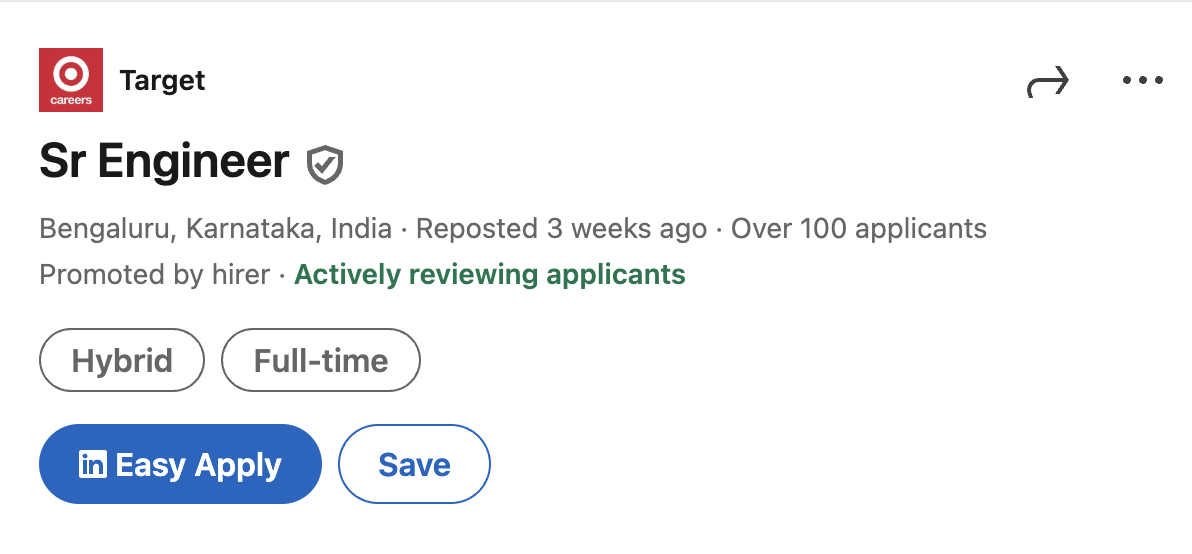 careers
Target
Sr Engineer
Bengaluru, Karnataka, India · Reposted 3 weeks ago · Over 100 applicants
Promoted by hirer · Actively reviewing applicants
Hybrid
Full-time
in Easy Apply
Save